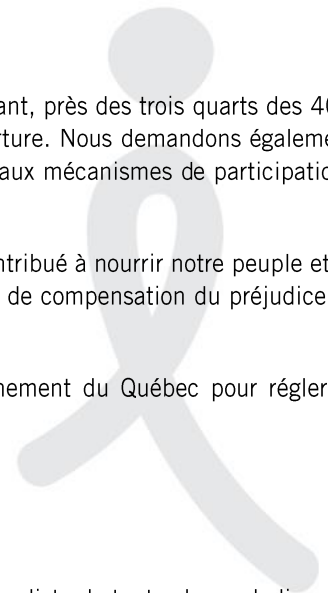 ant, près des trois quarts des 40
rture. Nous demandons égaleme
aux mécanismes de participatio
ntribué à nourrir notre peuple et
de compensation du préjudice
nement du Québec pour régler